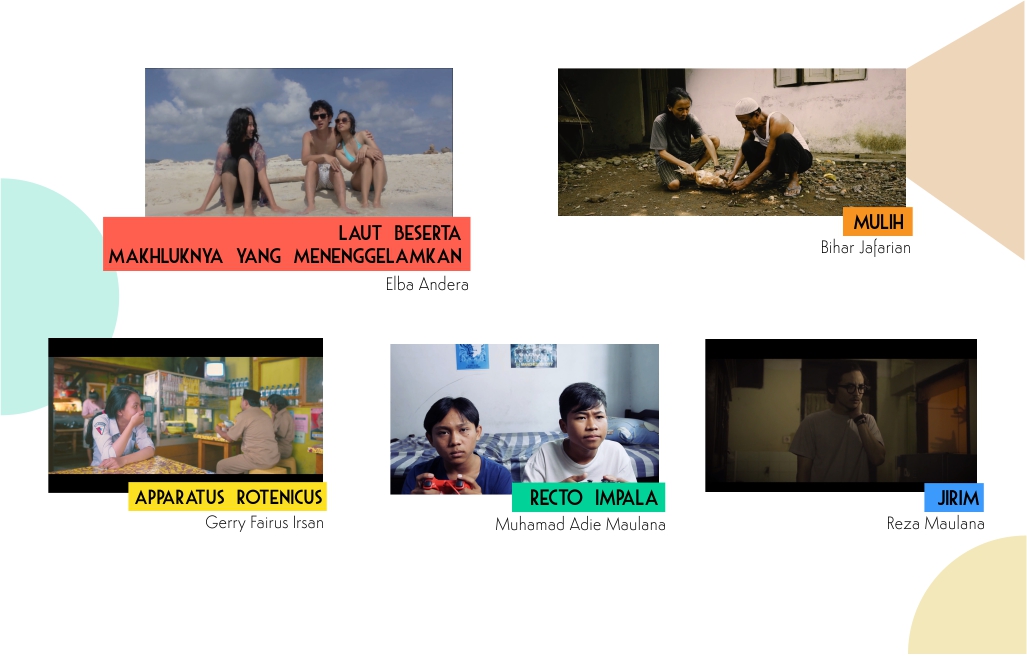 LAUT BESERTA
MAKHLUKNYA YANG MENENGGELAMKAN
Elba Andera
MULIH
Bihar Jafarian
APPARATUS ROTENICUS
Gerry Fairus Irsan
RECTO IMPALA
Muhamad Adie Maulana
JIRIM
Reza Maulana